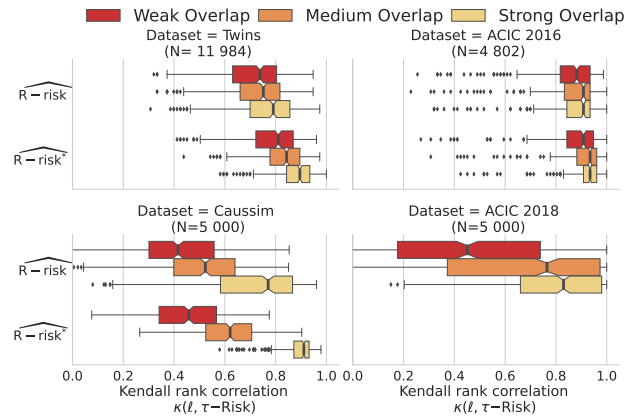 Weak Overlap Medium Overlap Strong Overlap
Dataset = Twins
(N= 11 984)
Dataset = ACIC 2016
(N=4 802)
R−risk
R−risk*
Dataset = Caussim
(N=5 000)
Dataset = ACIC 2018
(N=5 000)
R−risk
R−risk*
0.0 0.2 0.4 0.6 0.8 1.0
0.0 0.2 0.4 0.6 0.8 1.0
Kendall rank correlation
κ(ℓ, τ−Risk)
Kendall rank correlation
κ(ℓ, τ−Risk)